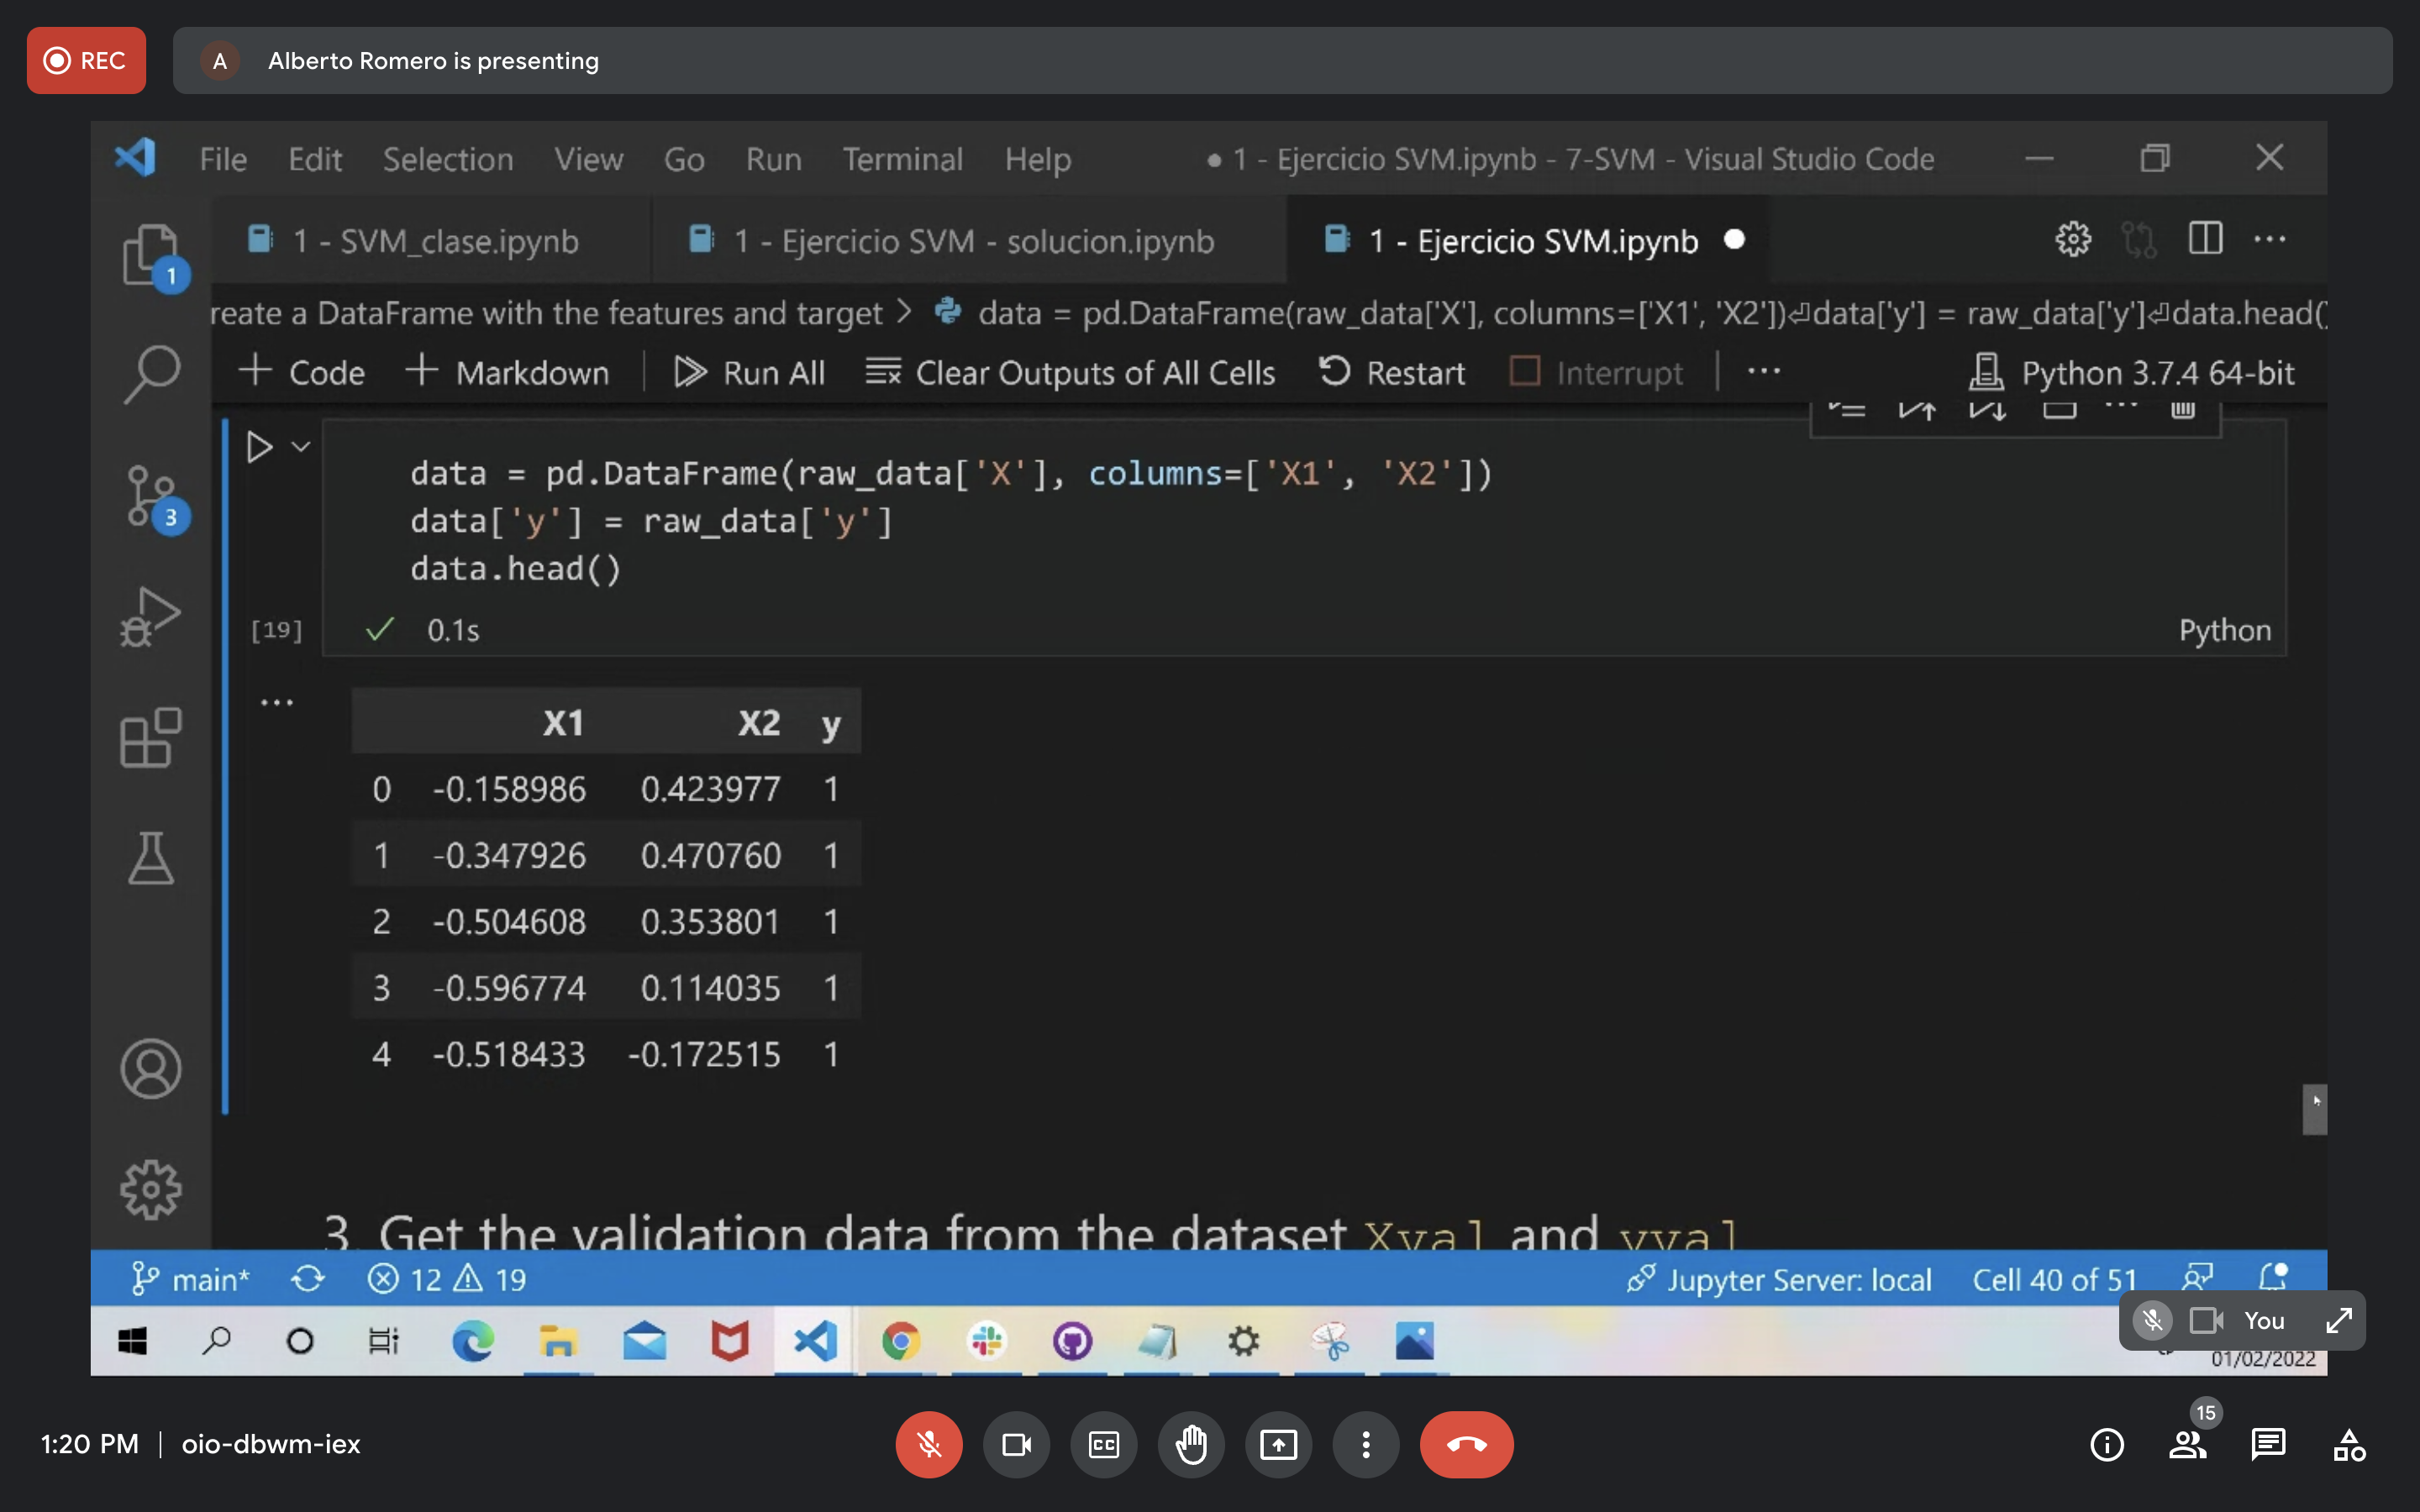 REC
A Alberto Romero is presenting
File Edit Selection View Go Run Terminal Help ● 1 - Ejercicio SVM.ipynb - 7-SVM - Visual Studio Code
1 - SVM_clase.ipynb 1 - Ejercicio SVM - solucion.ipynb 1 - Ejercicio SVM.ipynb
1
reate a DataFrame with the features and target > data = pd.DataFrame(raw_data['X'], columns=['X1', 'X2'])⏎data['y'] = raw_data['y']⏎data.head()
+ Code + Markdown Run All Clear Outputs of All Cells Restart Interrupt ... Python 3.7.4 64-bit
data = pd.DataFrame(raw_data['X'], columns=['X1', 'X2'])
3
data['y'] = raw_data['y']
data.head()
[19] 0.1s Python
...
X1 X2 y
0 -0.158986 0.423977 1
1 -0.347926 0.470760 1
2 -0.504608 0.353801 1
3 -0.596774 0.114035 1
4 -0.518433 -0.172515 1
3. Get the validation data from the dataset Xval and yval
main* 12 19 Jupyter Server: local Cell 40 of 51
You
01/02/2022
1:20 PM | oio-dbwm-iex
CC
15